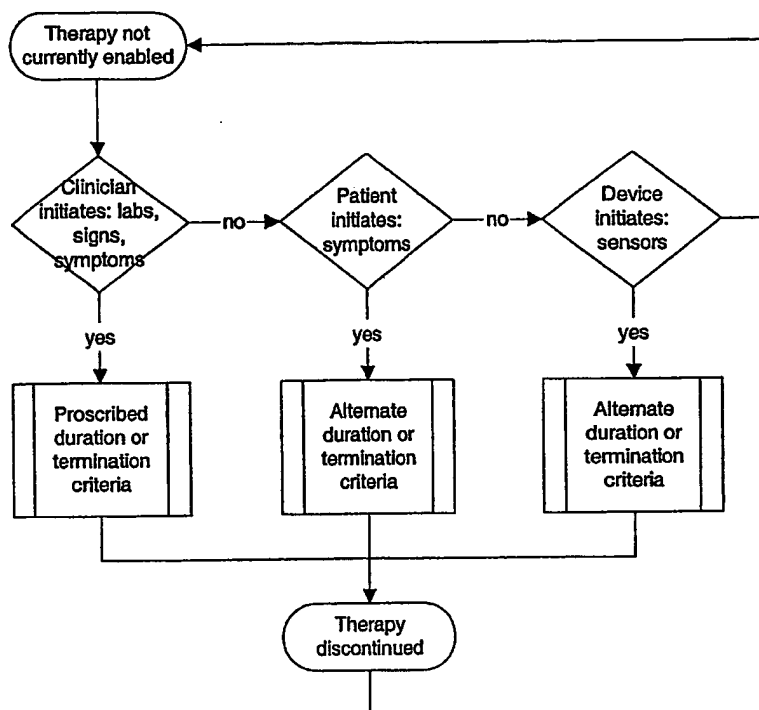 Therapy not
currently enabled
Clinician
initiates: labs,
signs,
symptoms
no
Patient
initiates:
symptoms
no
Device
initiates:
sensors
yes
yes
yes
Proscribed
duration or
termination
criteria
Alternate
duration or
termination
criteria
Alternate
duration or
termination
criteria
Therapy
discontinued